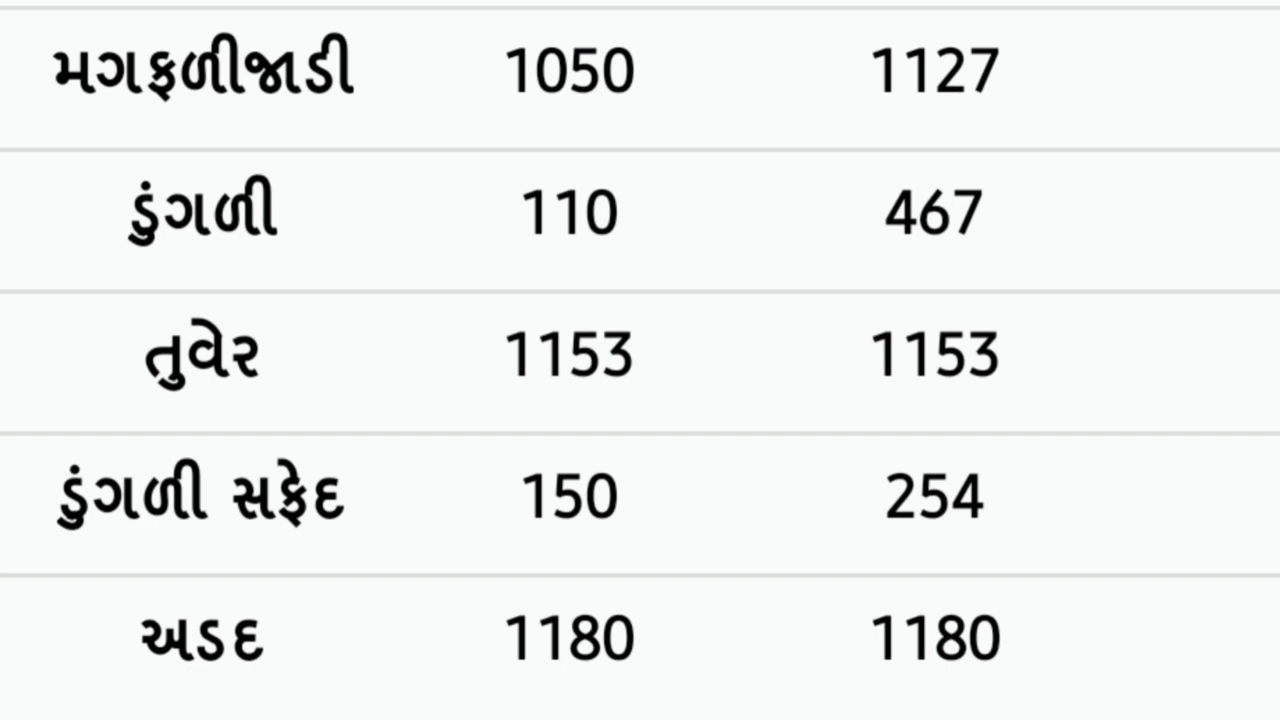 મગફળીજાડી 1050 1127
ડુંગળી 110 467
તુવેર 1153 1153
ડુંગળી સફેદ 150 254
અડદ 1180 1180